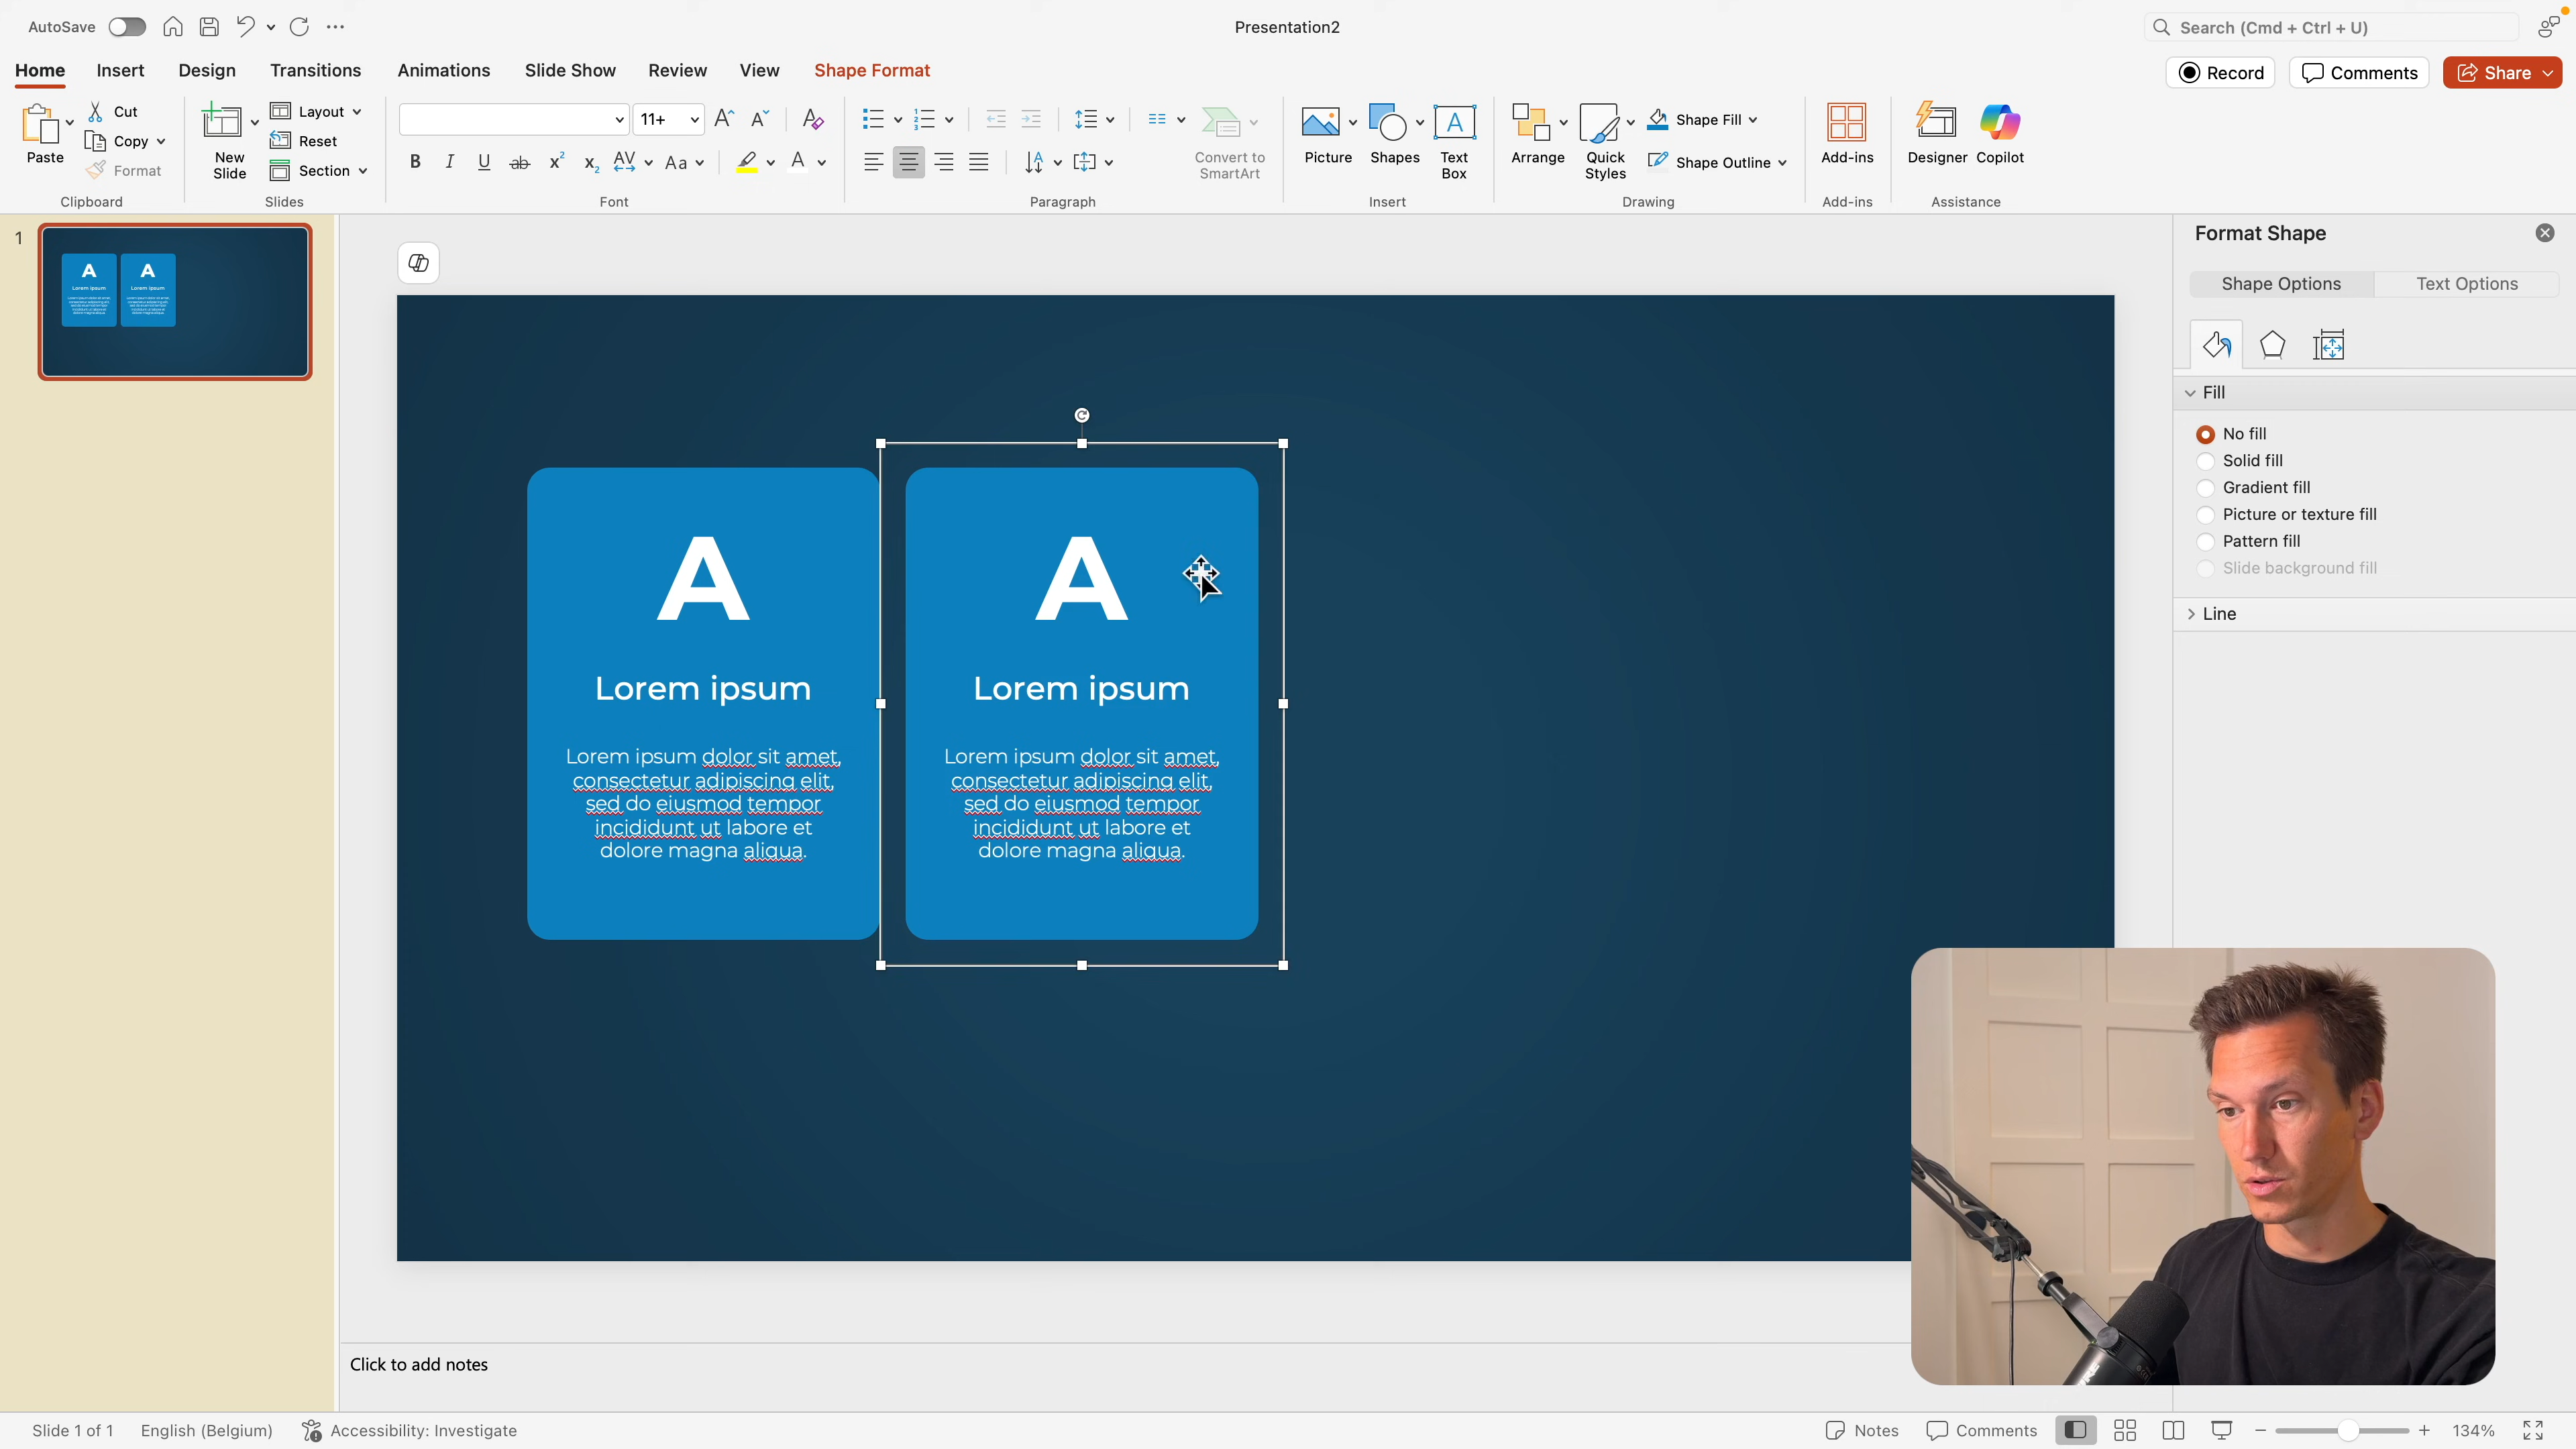 AutoSave
Presentation2
Search (Cmd + Ctrl + U)
Home Insert Design Transitions Animations Slide Show Review View Shape Format
Record
Comments
Share
Paste
Cut
Copy
Format
Clipboard
New
Slide
Layout
Reset
Section
Slides
11+
Font
Paragraph
Convert to
SmartArt
Picture
Shapes
Text
Box
Insert
Arrange
Quick
Styles
Shape Fill
Shape Outline
Drawing
Add-ins
Add-ins
Designer
Copilot
Assistance
1
A
Lorem ipsum
A
Lorem ipsum
A
Lorem ipsum
Lorem ipsum dolor sit amet,
consectetur adipiscing elit,
sed do eiusmod tempor
incididunt ut labore et
dolore magna aliqua.
A
Lorem ipsum
Lorem ipsum dolor sit amet,
consectetur adipiscing elit,
sed do eiusmod tempor
incididunt ut labore et
dolore magna aliqua.
Format Shape
Shape Options
Text Options
Fill
No fill
Solid fill
Gradient fill
Picture or texture fill
Pattern fill
Slide background fill
Line
Click to add notes
Slide 1 of 1
English (Belgium)
Accessibility: Investigate
Notes
Comments
134%